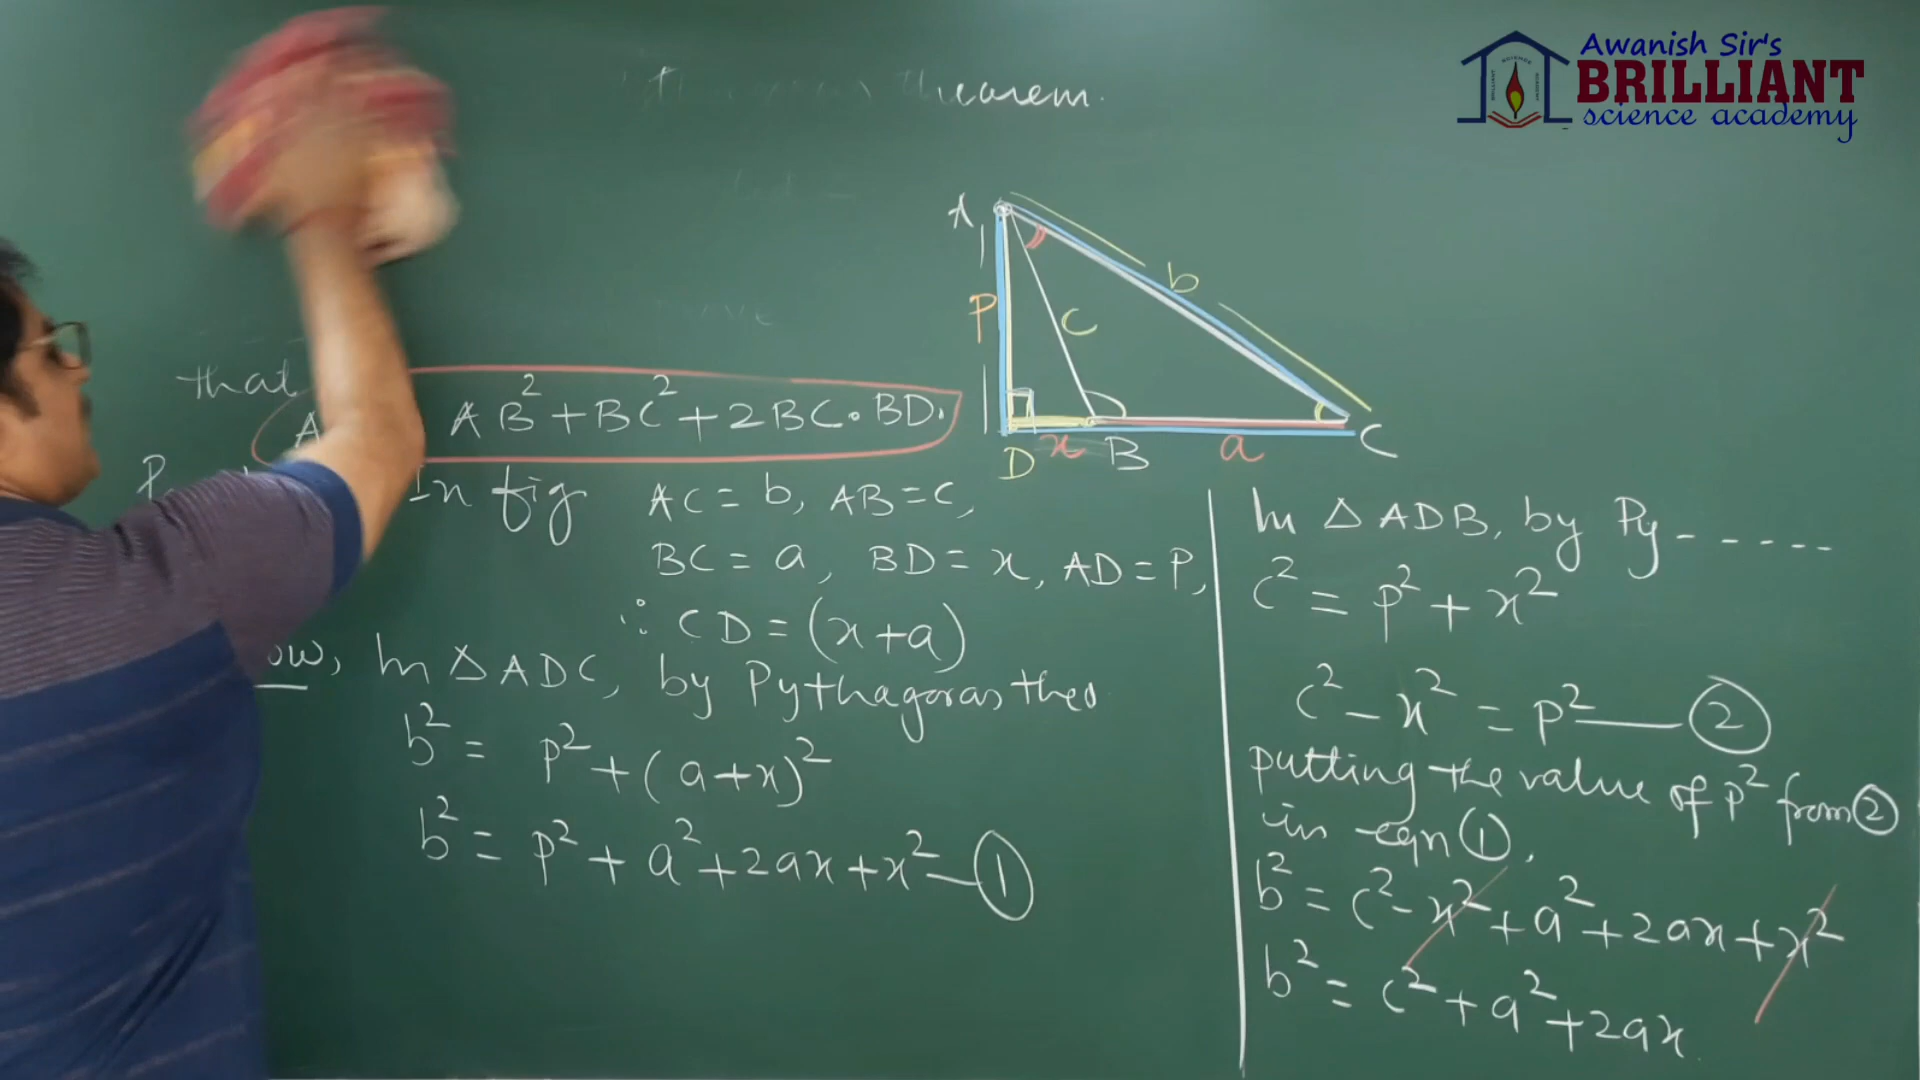 Awanish Sir's
BRILLIANT
science academy
theorem.
A
b
P
C
D x B a C
that
AB²+BC²+2BC.BD.
In fig AC = b, AB=c,
BC = a, BD = x, AD = P,
∴ CD = (x+a)
ow, In △ ADC, by Pythagoras theo
b² = p² + (a+x)²
b² = p² + a² + 2ax + x² — ①
In △ ADB, by Py - - - - -
c² = p² + x²
c² - x² = p² — ②
putting the value of p² from ②
in eqn ①.
b² = c² - x² + a² + 2ax + x²
b² = c² + a² + 2ax